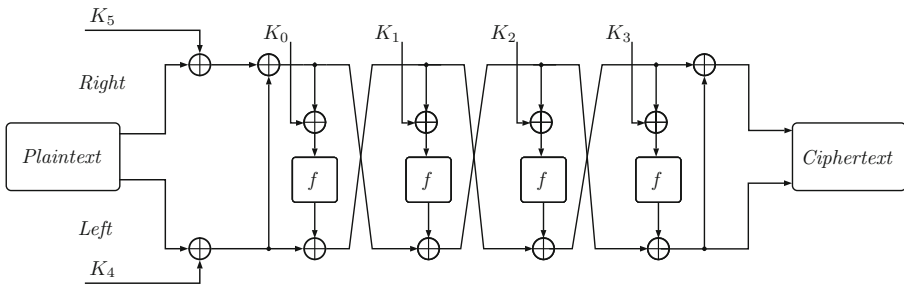 K₅
K₀ K₁ K₂ K₃
Right
Plaintext f f f f Ciphertext
Left
K₄